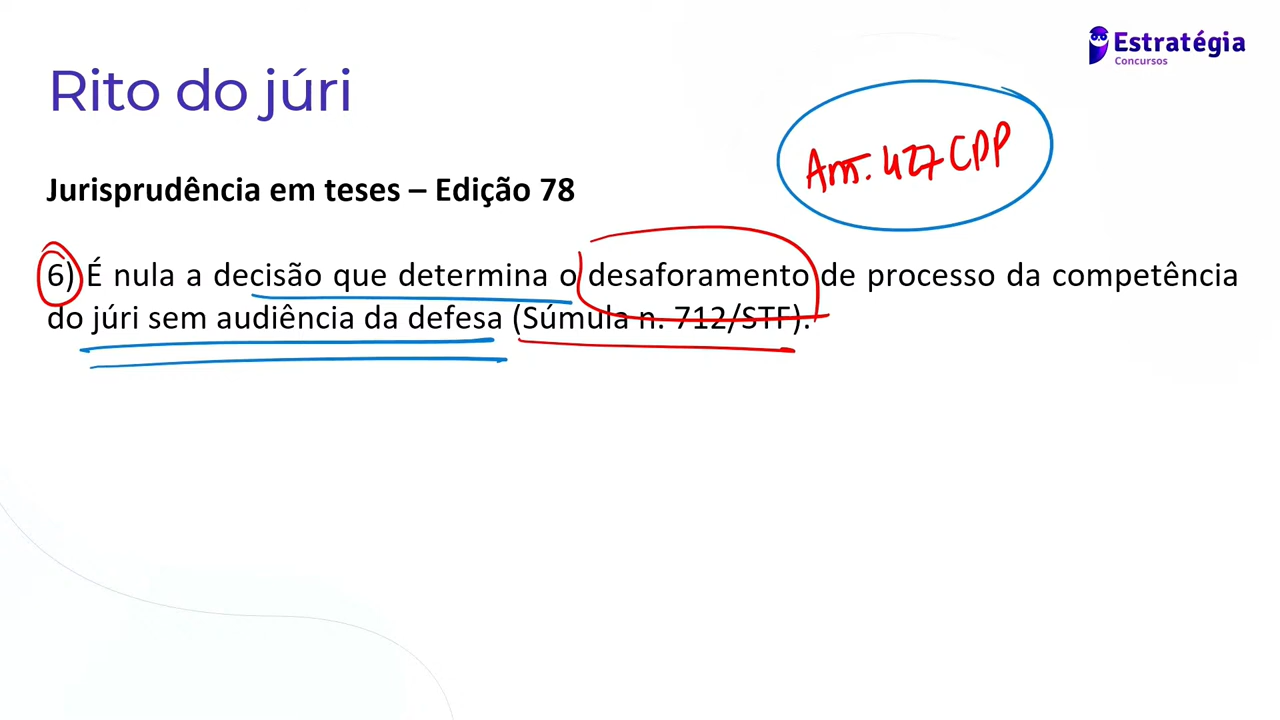 Estratégia
Concursos
Rito do júri
Art. 427 CPP
Jurisprudência em teses – Edição 78
6) É nula a decisão que determina o desaforamento de processo da competência
do júri sem audiência da defesa (Súmula n. 712/STF).